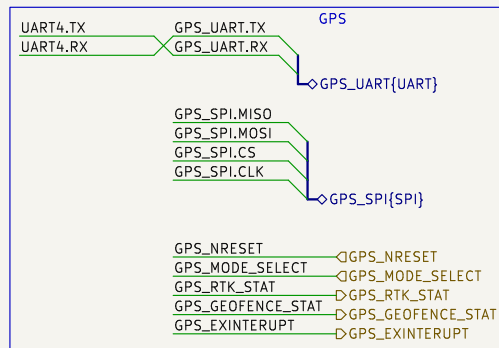 GPS
UART4.TX GPS_UART.TX
UART4.RX GPS_UART.RX
GPS_UART{UART}
GPS_SPI.MISO
GPS_SPI.MOSI
GPS_SPI.CS
GPS_SPI.CLK
GPS_SPI{SPI}
GPS_NRESET GPS_NRESET
GPS_MODE_SELECT GPS_MODE_SELECT
GPS_RTK_STAT GPS_RTK_STAT
GPS_GEOFENCE_STAT GPS_GEOFENCE_STAT
GPS_EXINTERUPT GPS_EXINTERUPT